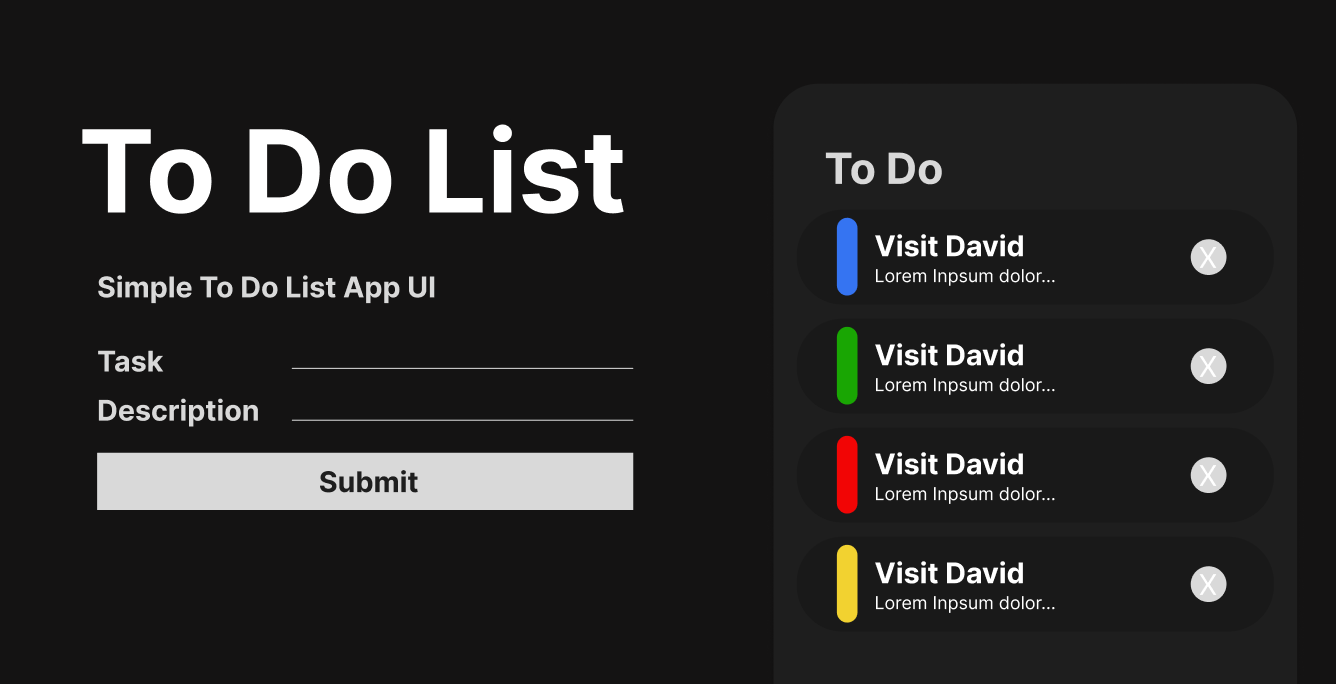 To Do List
Simple To Do List App UI
Task
Description
Submit
To Do
Visit David
Lorem Inpsum dolor...
X
Visit David
Lorem Inpsum dolor...
X
Visit David
Lorem Inpsum dolor...
X
Visit David
Lorem Inpsum dolor...
X